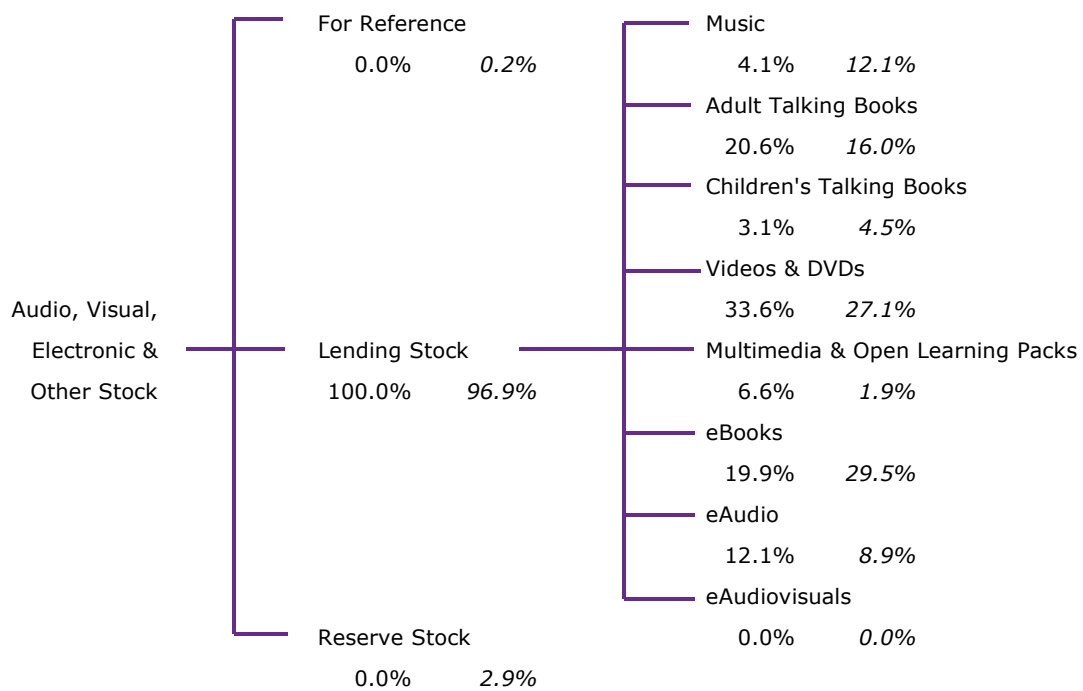 Audio, Visual,
Electronic &
Other Stock
For Reference
0.0% 0.2%
Lending Stock
100.0% 96.9%
Reserve Stock
0.0% 2.9%
Music
4.1% 12.1%
Adult Talking Books
20.6% 16.0%
Children's Talking Books
3.1% 4.5%
Videos & DVDs
33.6% 27.1%
Multimedia & Open Learning Packs
6.6% 1.9%
eBooks
19.9% 29.5%
eAudio
12.1% 8.9%
eAudiovisuals
0.0% 0.0%